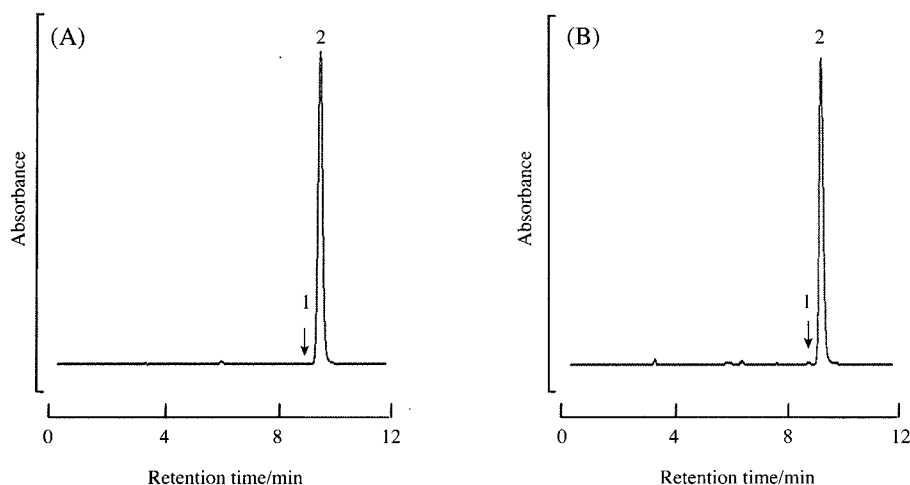 (A)
2
Absorbance
1
0 4 8 12
Retention time/min
(B)
2
Absorbance
1
0 4 8 12
Retention time/min